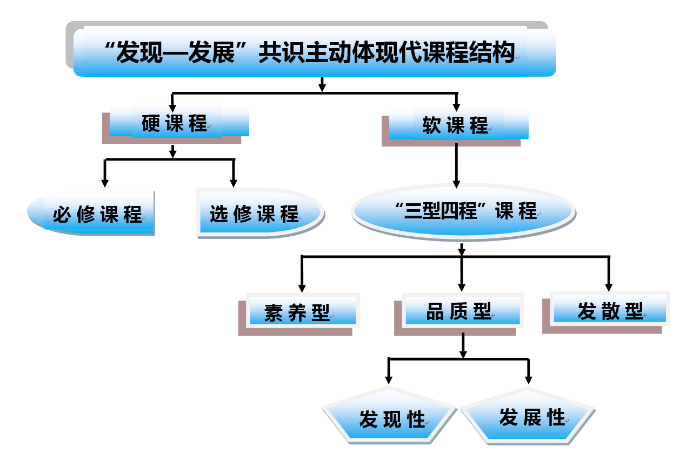 “发现—发展”共识主动体现代课程结构
硬课程
软课程
必修课程
选修课程
“三型四程”课程
素养型
品质型
发散型
发现性
发展性